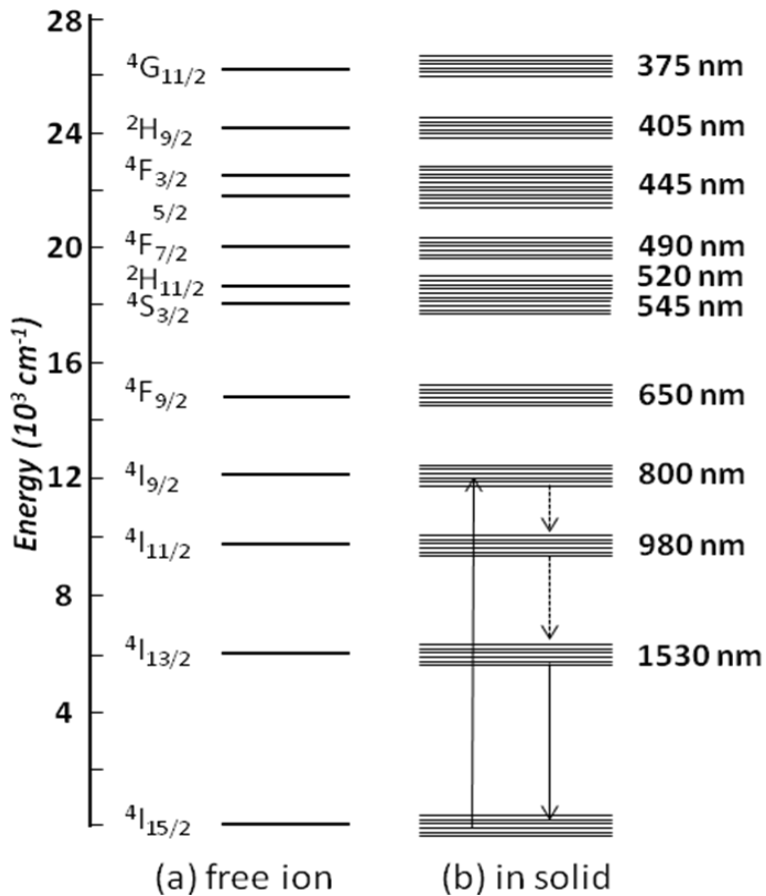 28
⁴G₁₁/₂
375 nm
24
²H₉/₂
405 nm
⁴F₃/₂
5/2
445 nm
20
⁴F₇/₂
490 nm
²H₁₁/₂
520 nm
⁴S₃/₂
545 nm
16
⁴F₉/₂
650 nm
12
⁴I₉/₂
800 nm
⁴I₁₁/₂
980 nm
8
⁴I₁₃/₂
1530 nm
4
⁴I₁₅/₂
Energy (10³ cm⁻¹)
(a) free ion
(b) in solid